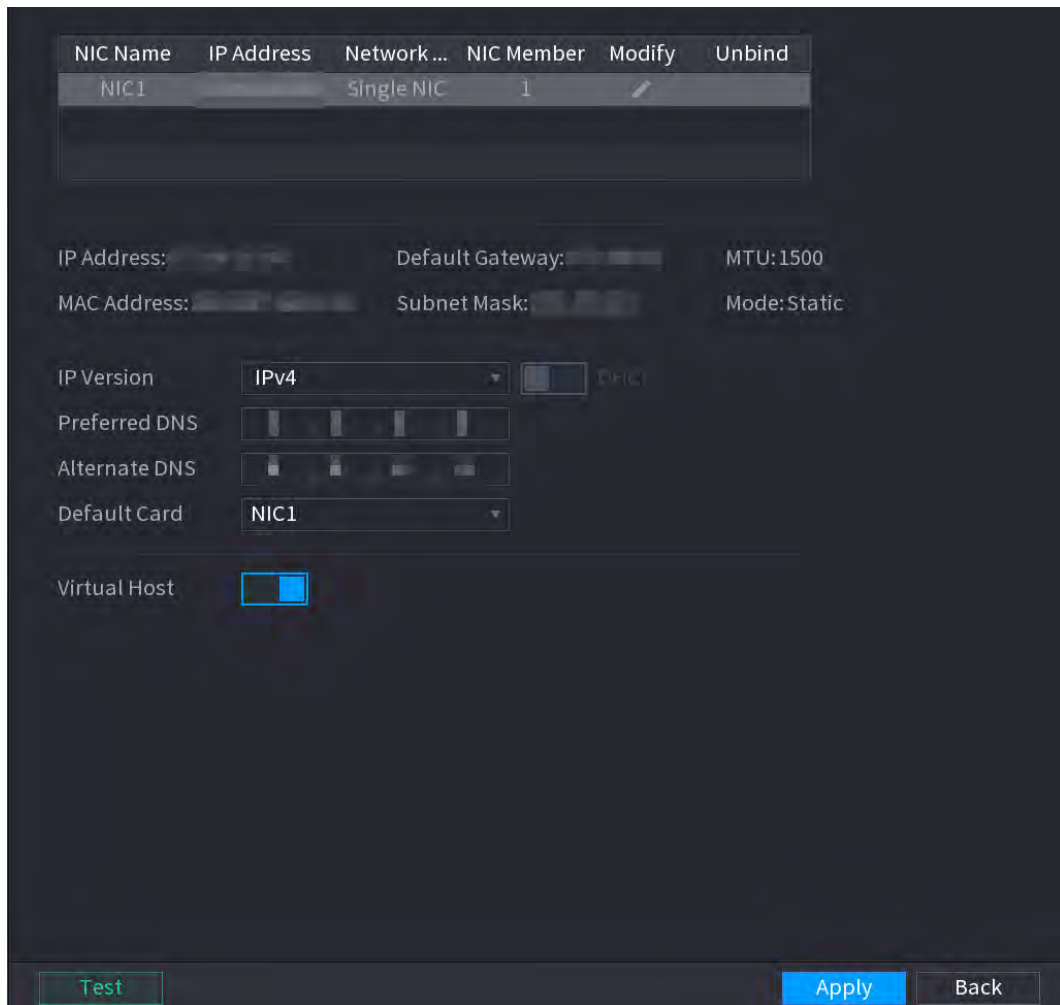 NIC Name IP Address Network ... NIC Member Modify Unbind
NIC1 Single NIC 1
IP Address: Default Gateway: MTU:1500
MAC Address: Subnet Mask: Mode:Static
IP Version IPv4
Preferred DNS
Alternate DNS
Default Card NIC1
Virtual Host
Test Apply Back